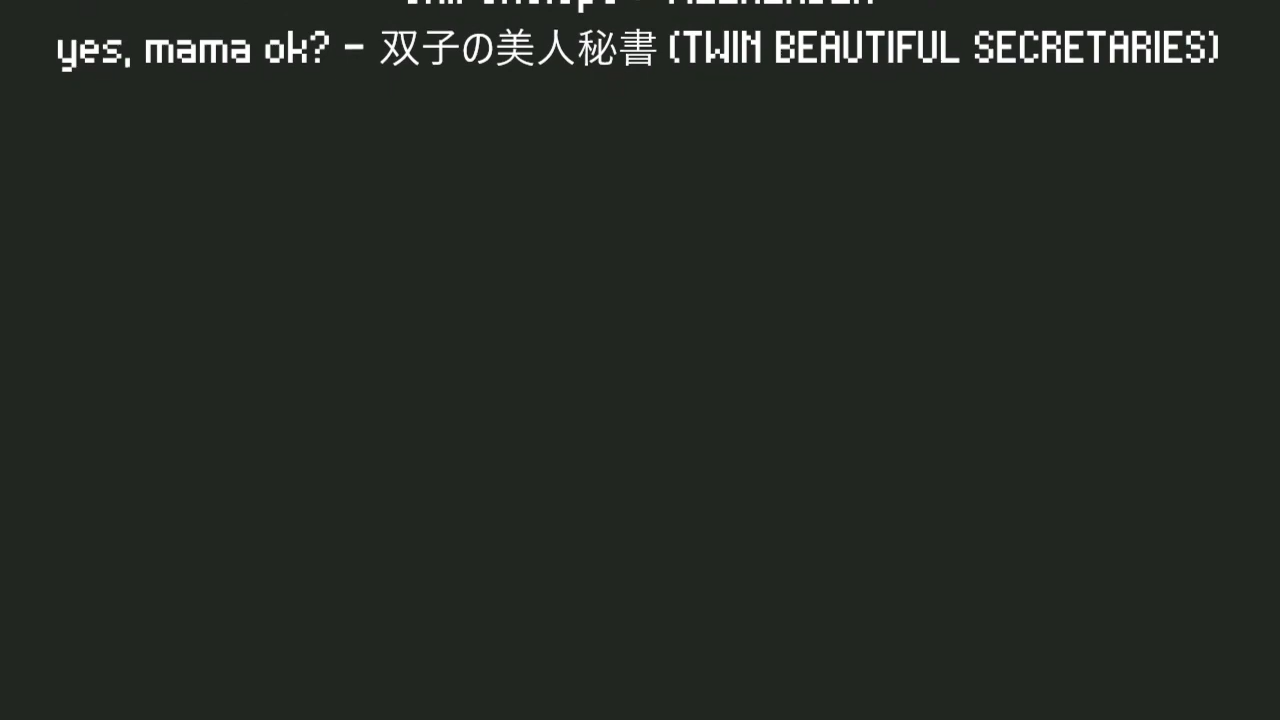 yes, mama ok? - 双子の美人秘書 (TWIN BEAUTIFUL SECRETARIES)